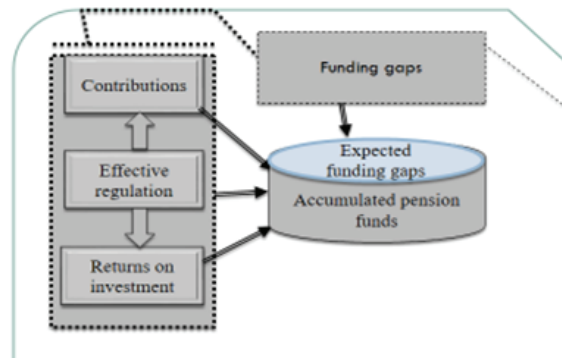 Contributions
Funding gaps
Effective
regulation
Expected
funding gaps
Accumulated pension
funds
Returns on
investment